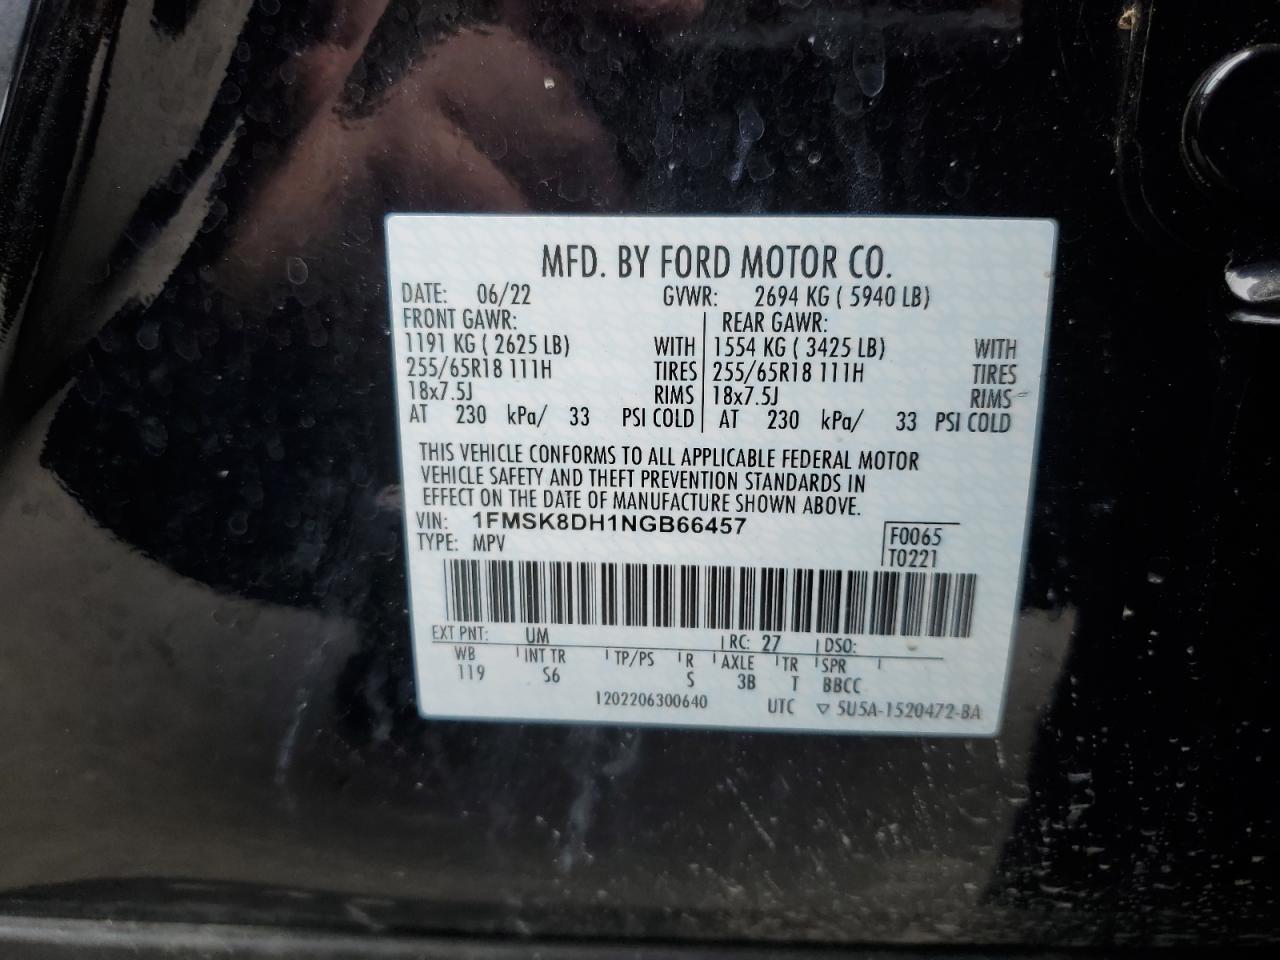 MFD. BY FORD MOTOR CO.
DATE: 06/22 GVWR: 2694 KG ( 5940 LB)
FRONT GAWR: REAR GAWR:
1191 KG ( 2625 LB) WITH 1554 KG ( 3425 LB) WITH
255/65R18 111H TIRES 255/65R18 111H TIRES
18x7.5J RIMS 18x7.5J RIMS
AT 230 kPa/ 33 PSI COLD AT 230 kPa/ 33 PSI COLD
THIS VEHICLE CONFORMS TO ALL APPLICABLE FEDERAL MOTOR
VEHICLE SAFETY AND THEFT PREVENTION STANDARDS IN
EFFECT ON THE DATE OF MANUFACTURE SHOWN ABOVE.
VIN: 1FMSK8DH1NGB66457
TYPE: MPV
F0065
T0221
EXT PNT: UM RC: 27 DSO:
WB INT TR TP/PS R AXLE TR SPR
119 S6 S 3B T BBCC
1202206300640 UTC ▽ 5U5A-1520472-BA